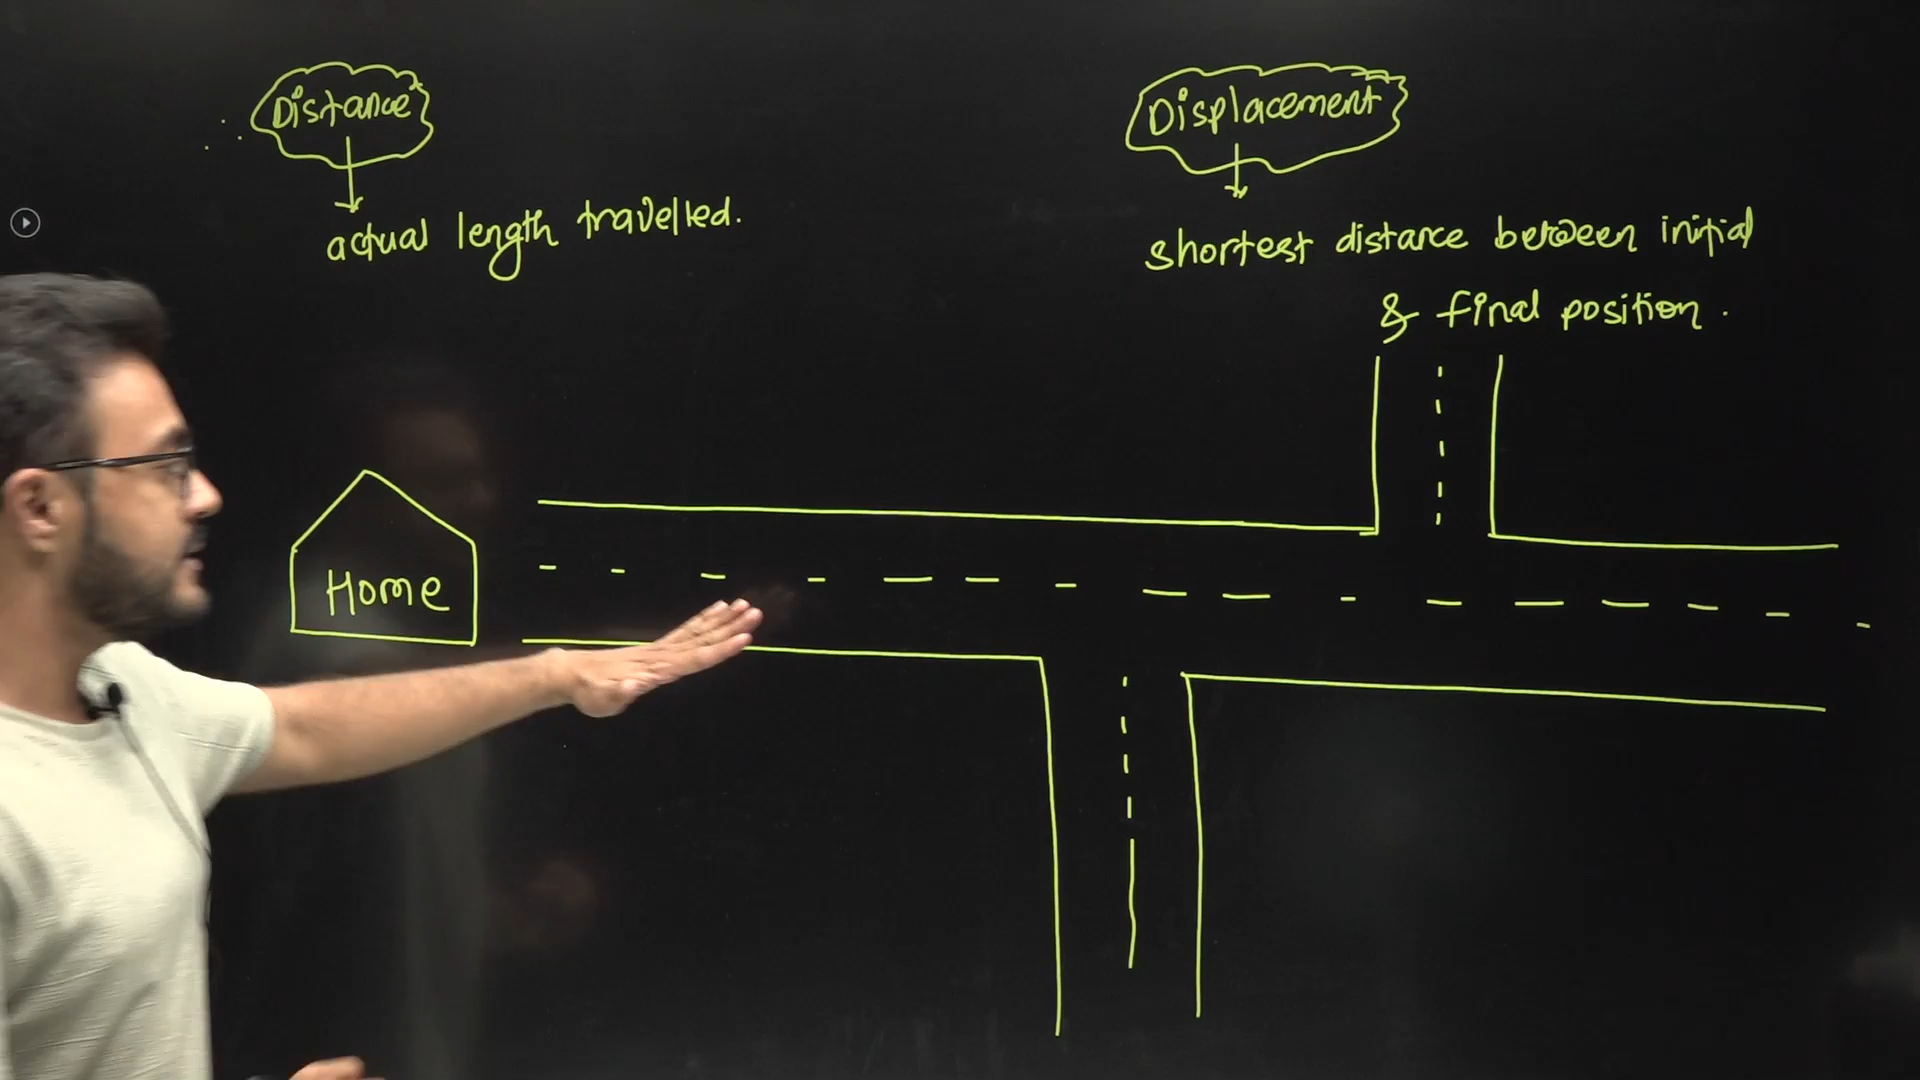 Distance
Displacement
actual length travelled.
shortest distance between initial
& final position.
Home